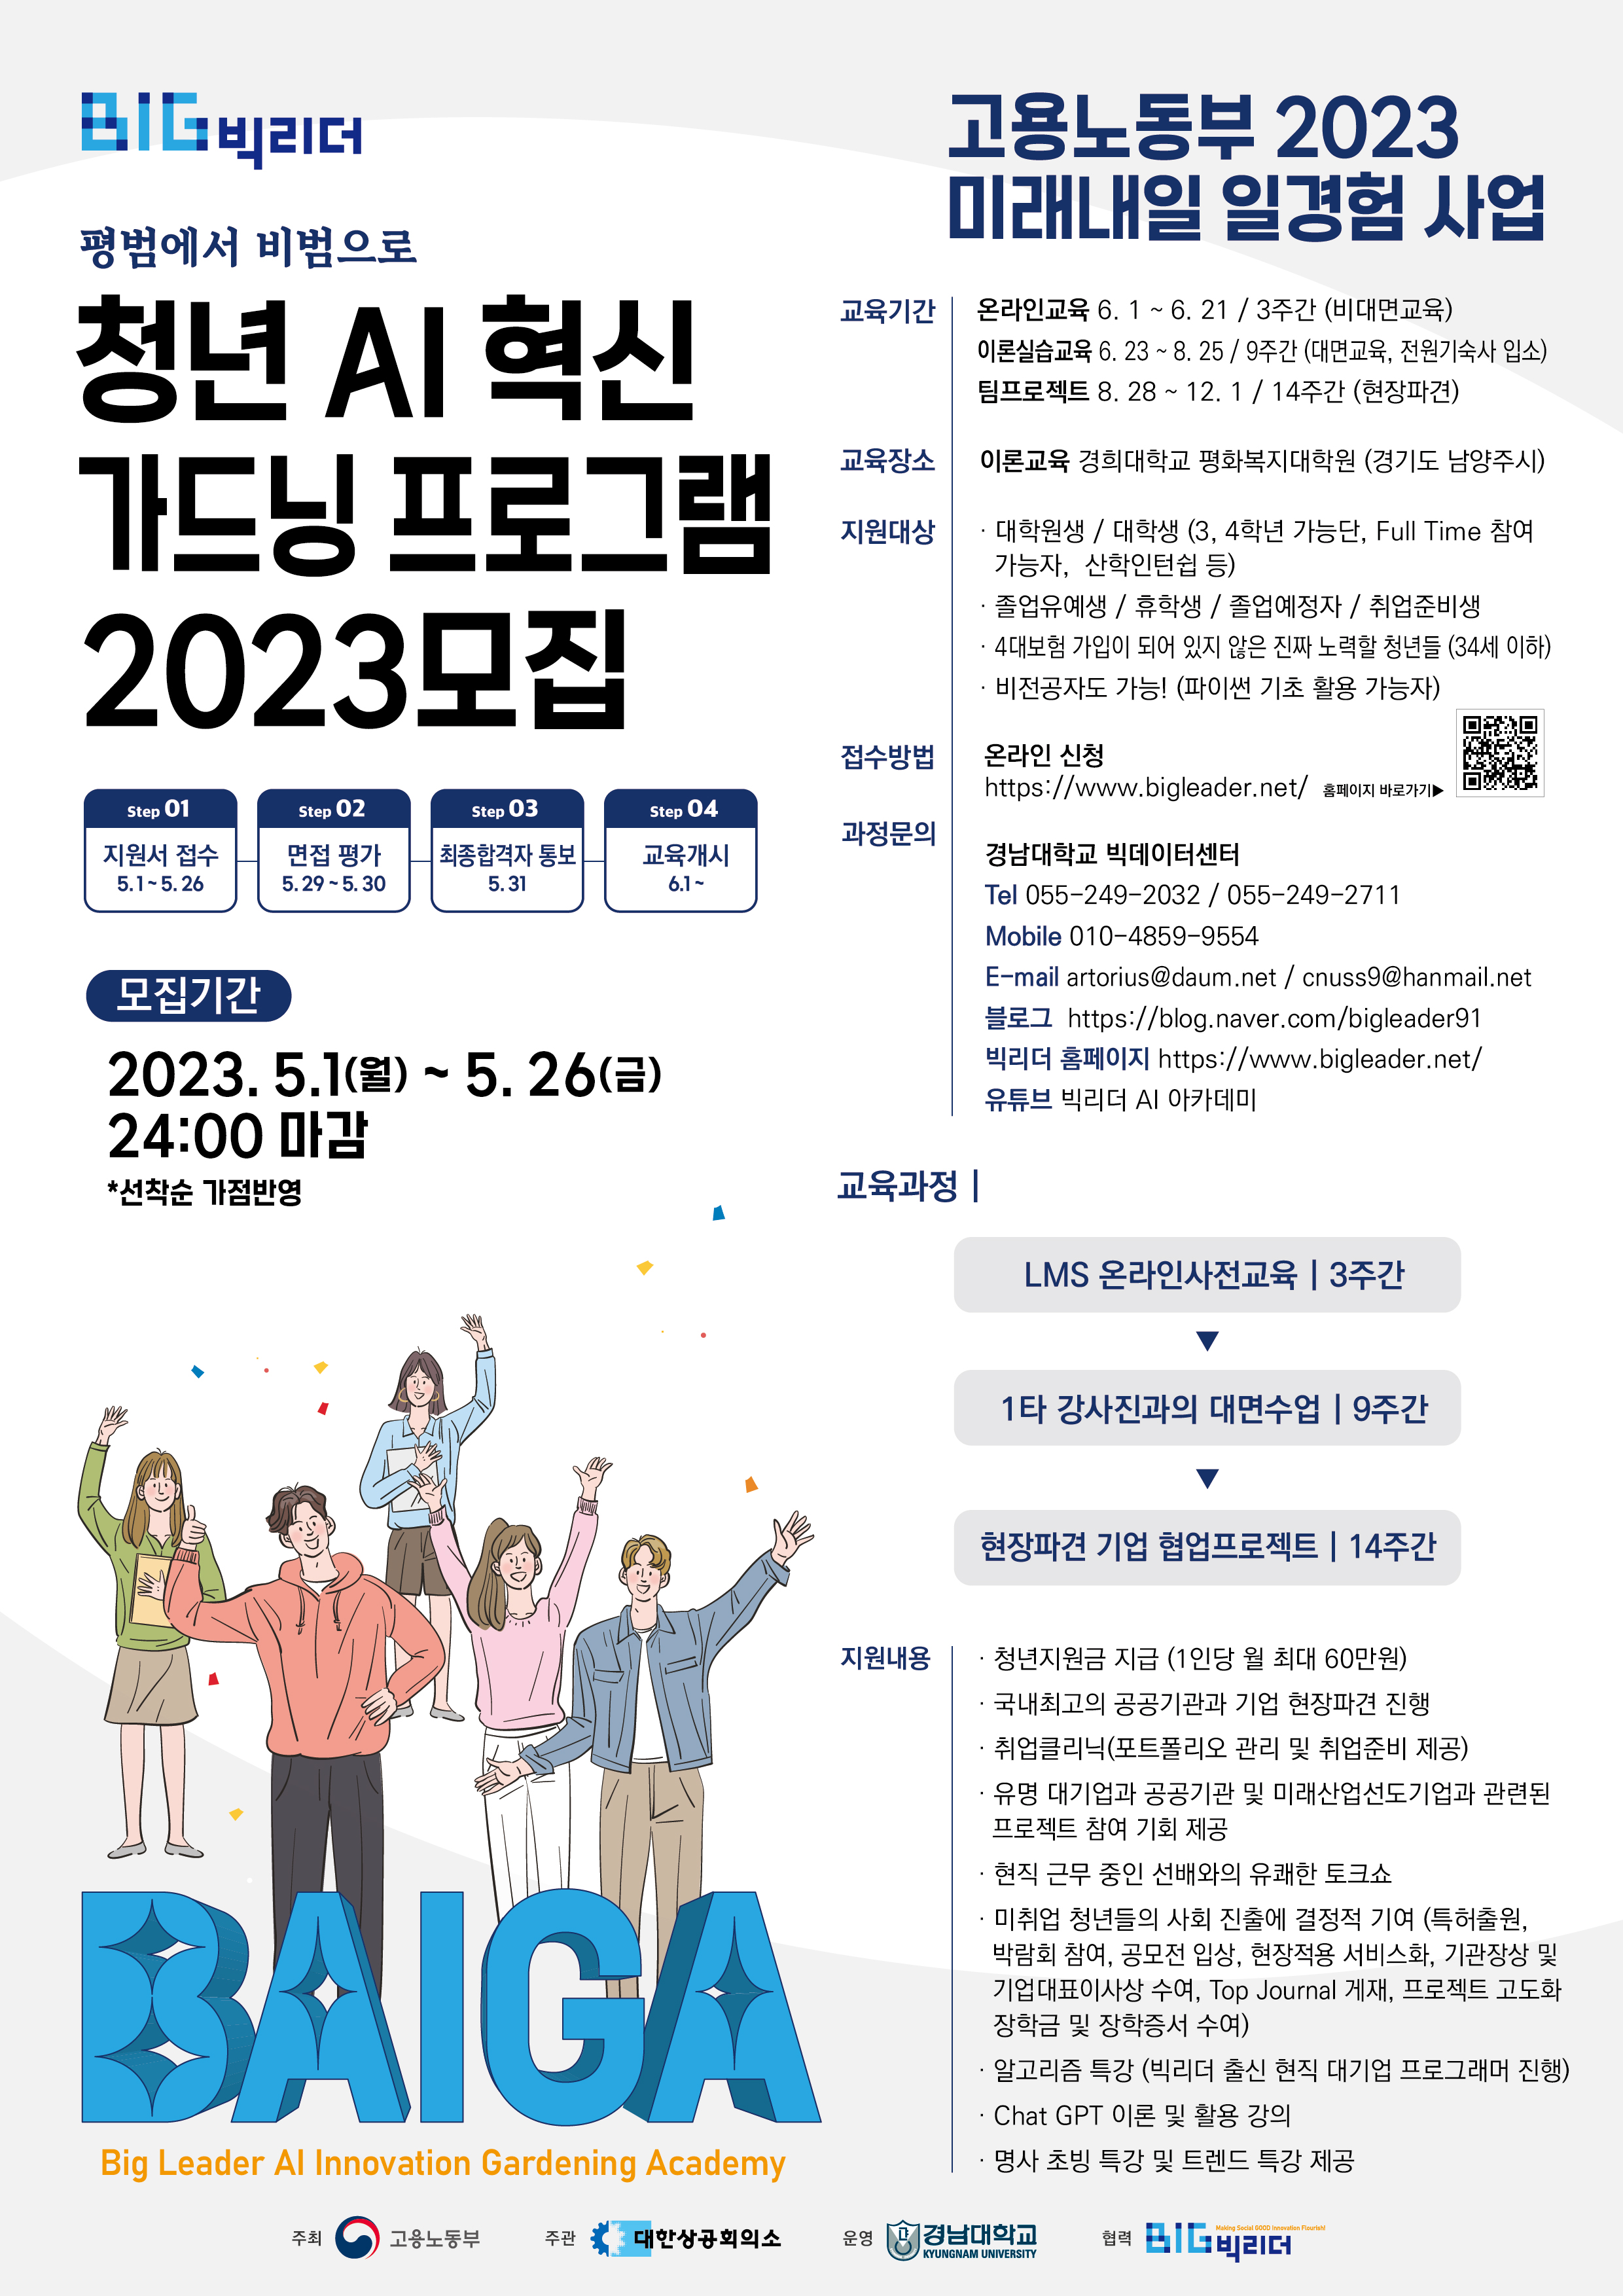 BIG 빅리더
평범에서 비범으로
청년 AI 혁신
가드닝 프로그램
2023모집
Step 01
지원서 접수
5.1~5.26
Step 02
면접 평가
5.29~5.30
Step 03
최종합격자 통보
5.31
Step 04
교육개시
6.1~
모집기간
2023. 5.1(월) ~ 5. 26(금)
24:00 마감
*선착순 가점반영
BAIGA
Big Leader AI Innovation Gardening Academy
고용노동부 2023
미래내일 일경험 사업
교육기간
온라인교육 6. 1 ~ 6. 21 / 3주간 (비대면교육)
이론실습교육 6. 23 ~ 8. 25 / 9주간 (대면교육, 전원기숙사 입소)
팀프로젝트 8. 28 ~ 12. 1 / 14주간 (현장파견)
교육장소
이론교육 경희대학교 평화복지대학원 (경기도 남양주시)
지원대상
· 대학원생 / 대학생 (3, 4학년 가능단, Full Time 참여
가능자, 산학인턴쉽 등)
· 졸업유예생 / 휴학생 / 졸업예정자 / 취업준비생
· 4대보험 가입이 되어 있지 않은 진짜 노력할 청년들 (34세 이하)
· 비전공자도 가능! (파이썬 기초 활용 가능자)
접수방법
온라인 신청
https://www.bigleader.net/ 홈페이지 바로가기▶
과정문의
경남대학교 빅데이터센터
Tel 055-249-2032 / 055-249-2711
Mobile 010-4859-9554
E-mail artorius@daum.net / cnuss9@hanmail.net
블로그 https://blog.naver.com/bigleader91
빅리더 홈페이지 https://www.bigleader.net/
유튜브 빅리더 AI 아카데미
교육과정 |
LMS 온라인사전교육 | 3주간
▼
1타 강사진과의 대면수업 | 9주간
▼
현장파견 기업 협업프로젝트 | 14주간
지원내용
· 청년지원금 지급 (1인당 월 최대 60만원)
· 국내최고의 공공기관과 기업 현장파견 진행
· 취업클리닉(포트폴리오 관리 및 취업준비 제공)
· 유명 대기업과 공공기관 및 미래산업선도기업과 관련된
프로젝트 참여 기회 제공
· 현직 근무 중인 선배와의 유쾌한 토크쇼
· 미취업 청년들의 사회 진출에 결정적 기여 (특허출원,
박람회 참여, 공모전 입상, 현장적용 서비스화, 기관장상 및
기업대표이사상 수여, Top Journal 게재, 프로젝트 고도화
장학금 및 장학증서 수여)
· 알고리즘 특강 (빅리더 출신 현직 대기업 프로그래머 진행)
· Chat GPT 이론 및 활용 강의
· 명사 초빙 특강 및 트렌드 특강 제공
주최 고용노동부
주관 대한상공회의소
운영 경남대학교
KYUNGNAM UNIVERSITY
협력 BIG 빅리더
Making Social GOOD Innovation Flourish!